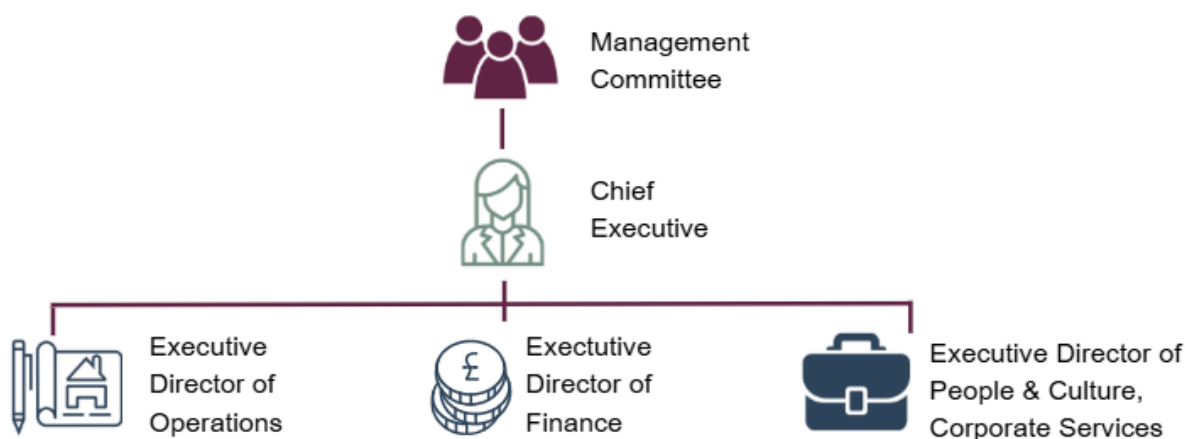 Management
Committee
Chief
Executive
Executive
Director of
Operations
£
Exectutive
Director of
Finance
Executive Director of
People & Culture,
Corporate Services